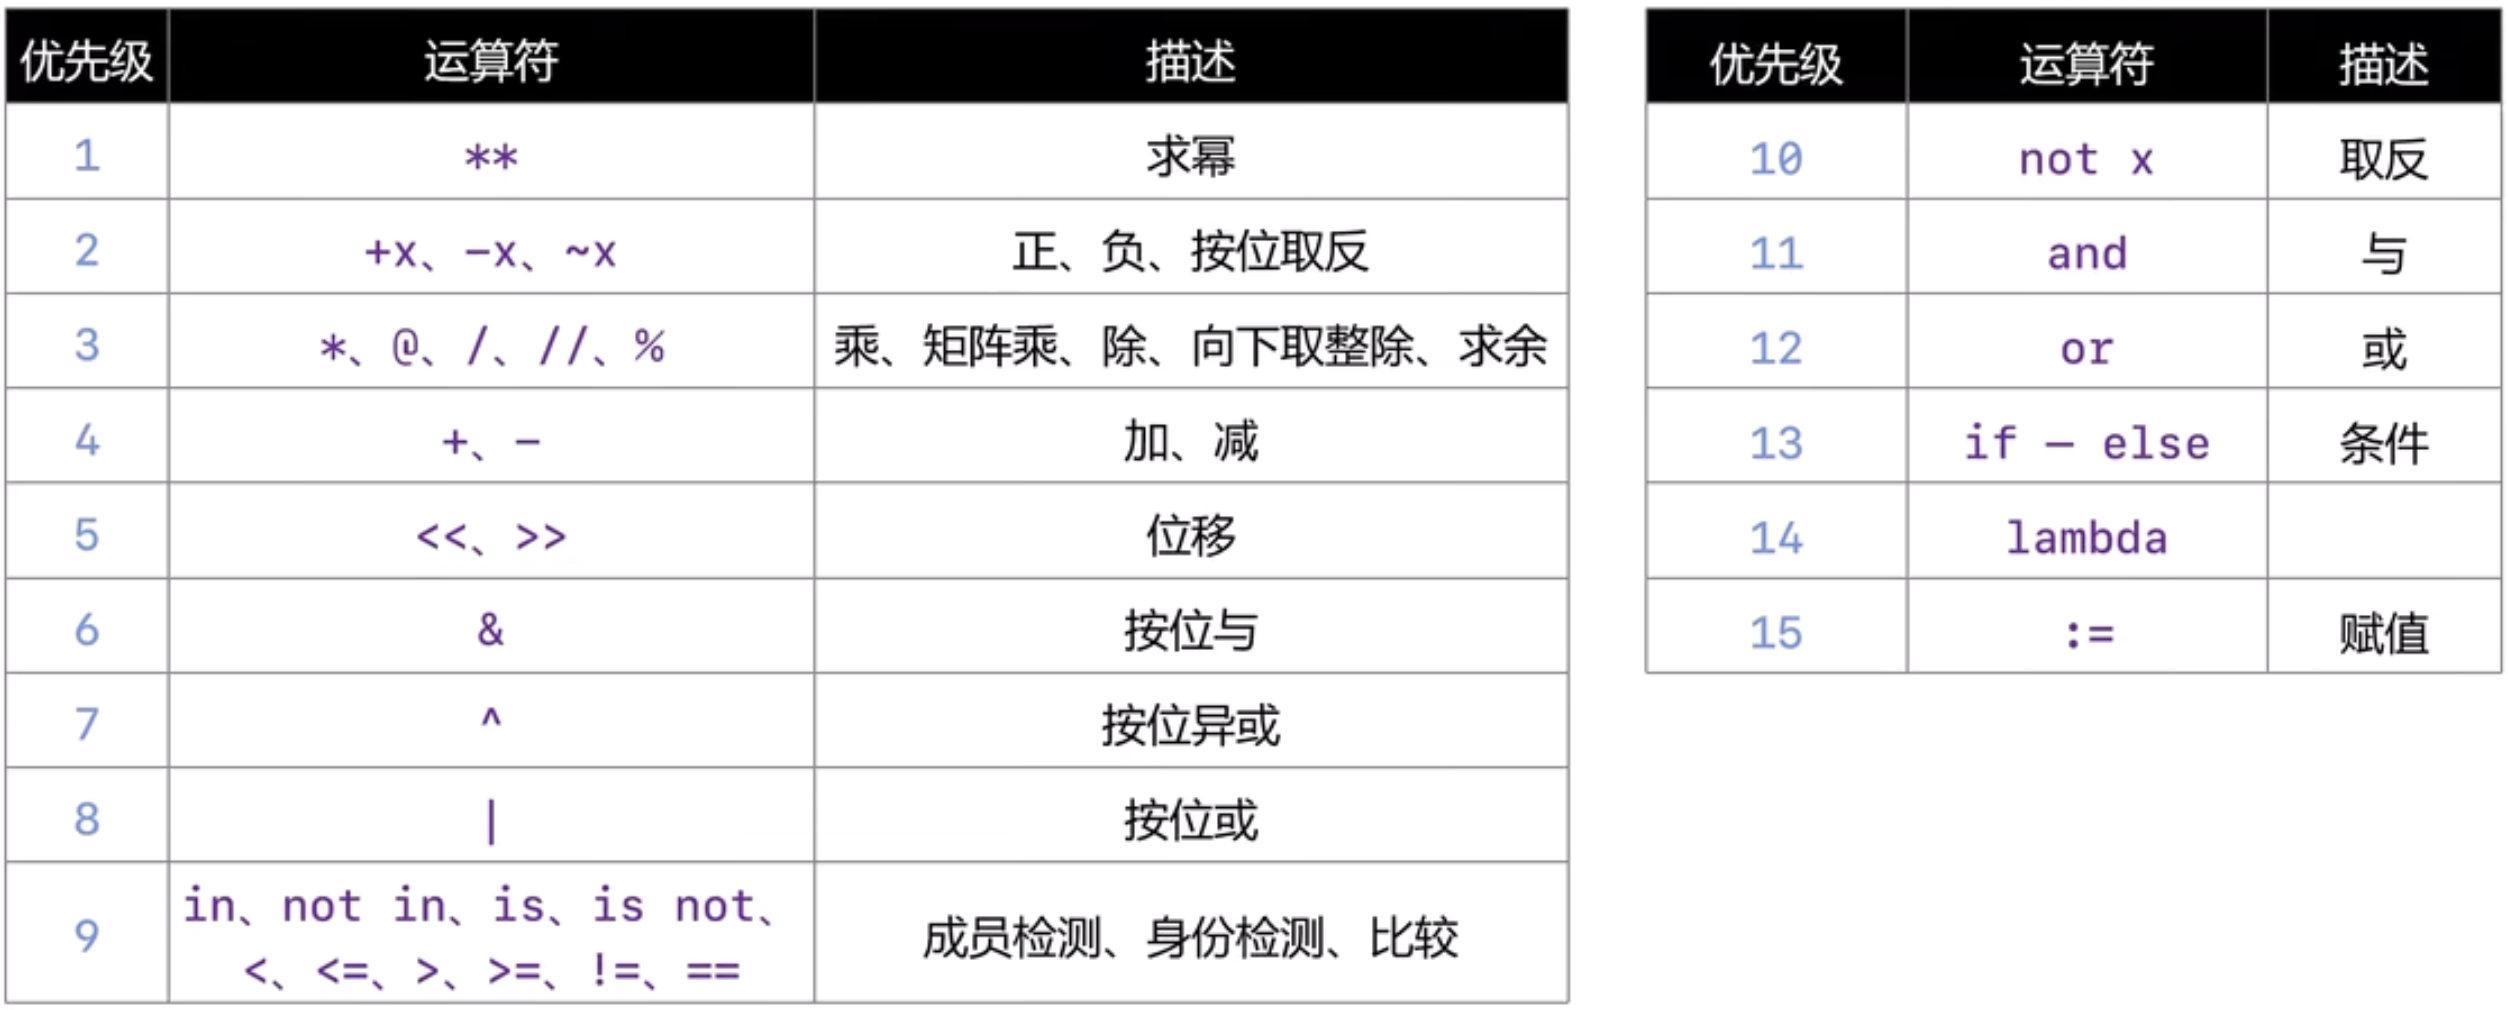 优先级 运算符 描述
1 ** 求幂
2 +x、-x、~x 正、负、按位取反
3 *、@、/、//、% 乘、矩阵乘、除、向下取整除、求余
4 +、- 加、减
5 <<、>> 位移
6 & 按位与
7 ^ 按位异或
8 | 按位或
9 in、not in、is、is not、
<、<=、>、>=、!=、== 成员检测、身份检测、比较
优先级 运算符 描述
10 not x 取反
11 and 与
12 or 或
13 if – else 条件
14 lambda
15 := 赋值